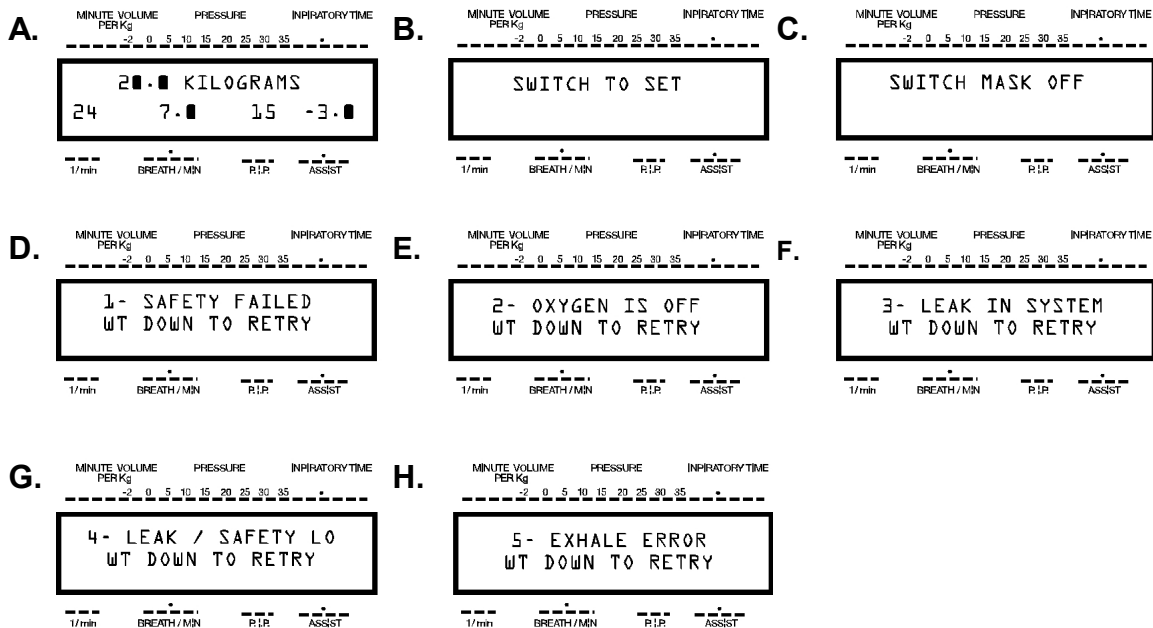 A.
MINUTE VOLUME PRESSURE INPIRATORY TIME
PER Kg
-2 0 5 10 15 20 25 30 35
20.0 KILOGRAMS
24 7.0 15 -3.0
1/ min BREATH / MIN P.I.P. ASSIST
B.
MINUTE VOLUME PRESSURE INPIRATORY TIME
PER Kg
-2 0 5 10 15 20 25 30 35
SWITCH TO SET
1/ min BREATH / MIN P.I.P. ASSIST
C.
MINUTE VOLUME PRESSURE INPIRATORY TIME
PER Kg
-2 0 5 10 15 20 25 30 35
SWITCH MASK OFF
1/ min BREATH / MIN P.I.P. ASSIST
D.
MINUTE VOLUME PRESSURE INPIRATORY TIME
PER Kg
-2 0 5 10 15 20 25 30 35
1- SAFETY FAILED
WT DOWN TO RETRY
1/ min BREATH / MIN P.I.P. ASSIST
E.
MINUTE VOLUME PRESSURE INPIRATORY TIME
PER Kg
-2 0 5 10 15 20 25 30 35
2- OXYGEN IS OFF
WT DOWN TO RETRY
1/ min BREATH / MIN P.I.P. ASSIST
F.
MINUTE VOLUME PRESSURE INPIRATORY TIME
PER Kg
-2 0 5 10 15 20 25 30 35
3- LEAK IN SYSTEM
WT DOWN TO RETRY
1/ min BREATH / MIN P.I.P. ASSIST
G.
MINUTE VOLUME PRESSURE INPIRATORY TIME
PER Kg
-2 0 5 10 15 20 25 30 35
4- LEAK / SAFETY LO
WT DOWN TO RETRY
1/ min BREATH / MIN P.I.P. ASSIST
H.
MINUTE VOLUME PRESSURE INPIRATORY TIME
PER Kg
-2 0 5 10 15 20 25 30 35
5- EXHALE ERROR
WT DOWN TO RETRY
1/ min BREATH / MIN P.I.P. ASSIST